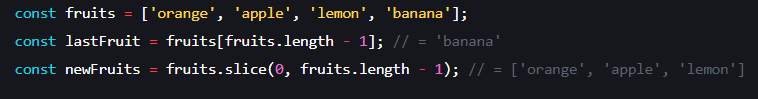 const fruits = ['orange', 'apple', 'lemon', 'banana'];
const lastFruit = fruits[fruits.length - 1]; // = 'banana'
const newFruits = fruits.slice(0, fruits.length - 1); // = ['orange', 'apple', 'lemon']